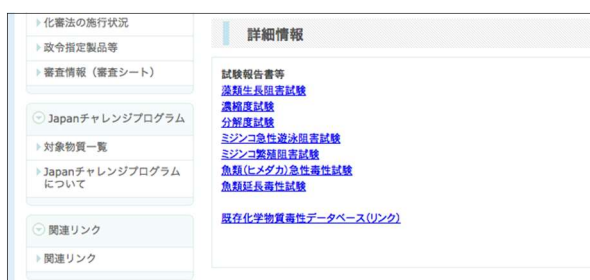 化審法の施行状況
政令指定製品等
審査情報（審査シート）
Japanチャレンジプログラム
対象物質一覧
Japanチャレンジプログラム
について
関連リンク
関連リンク
詳細情報
試験報告書等
藻類生長阻害試験
濃縮度試験
分解度試験
ミジンコ急性遊泳阻害試験
ミジンコ繁殖阻害試験
魚類(ヒメダカ)急性毒性試験
魚類延長毒性試験
既存化学物質毒性データベース(リンク)